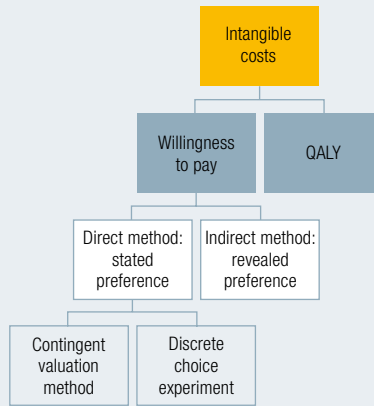 Intangible
costs
Willingness
to pay
QALY
Direct method:
stated
preference
Indirect method:
revealed
preference
Contingent
valuation
method
Discrete
choice
experiment